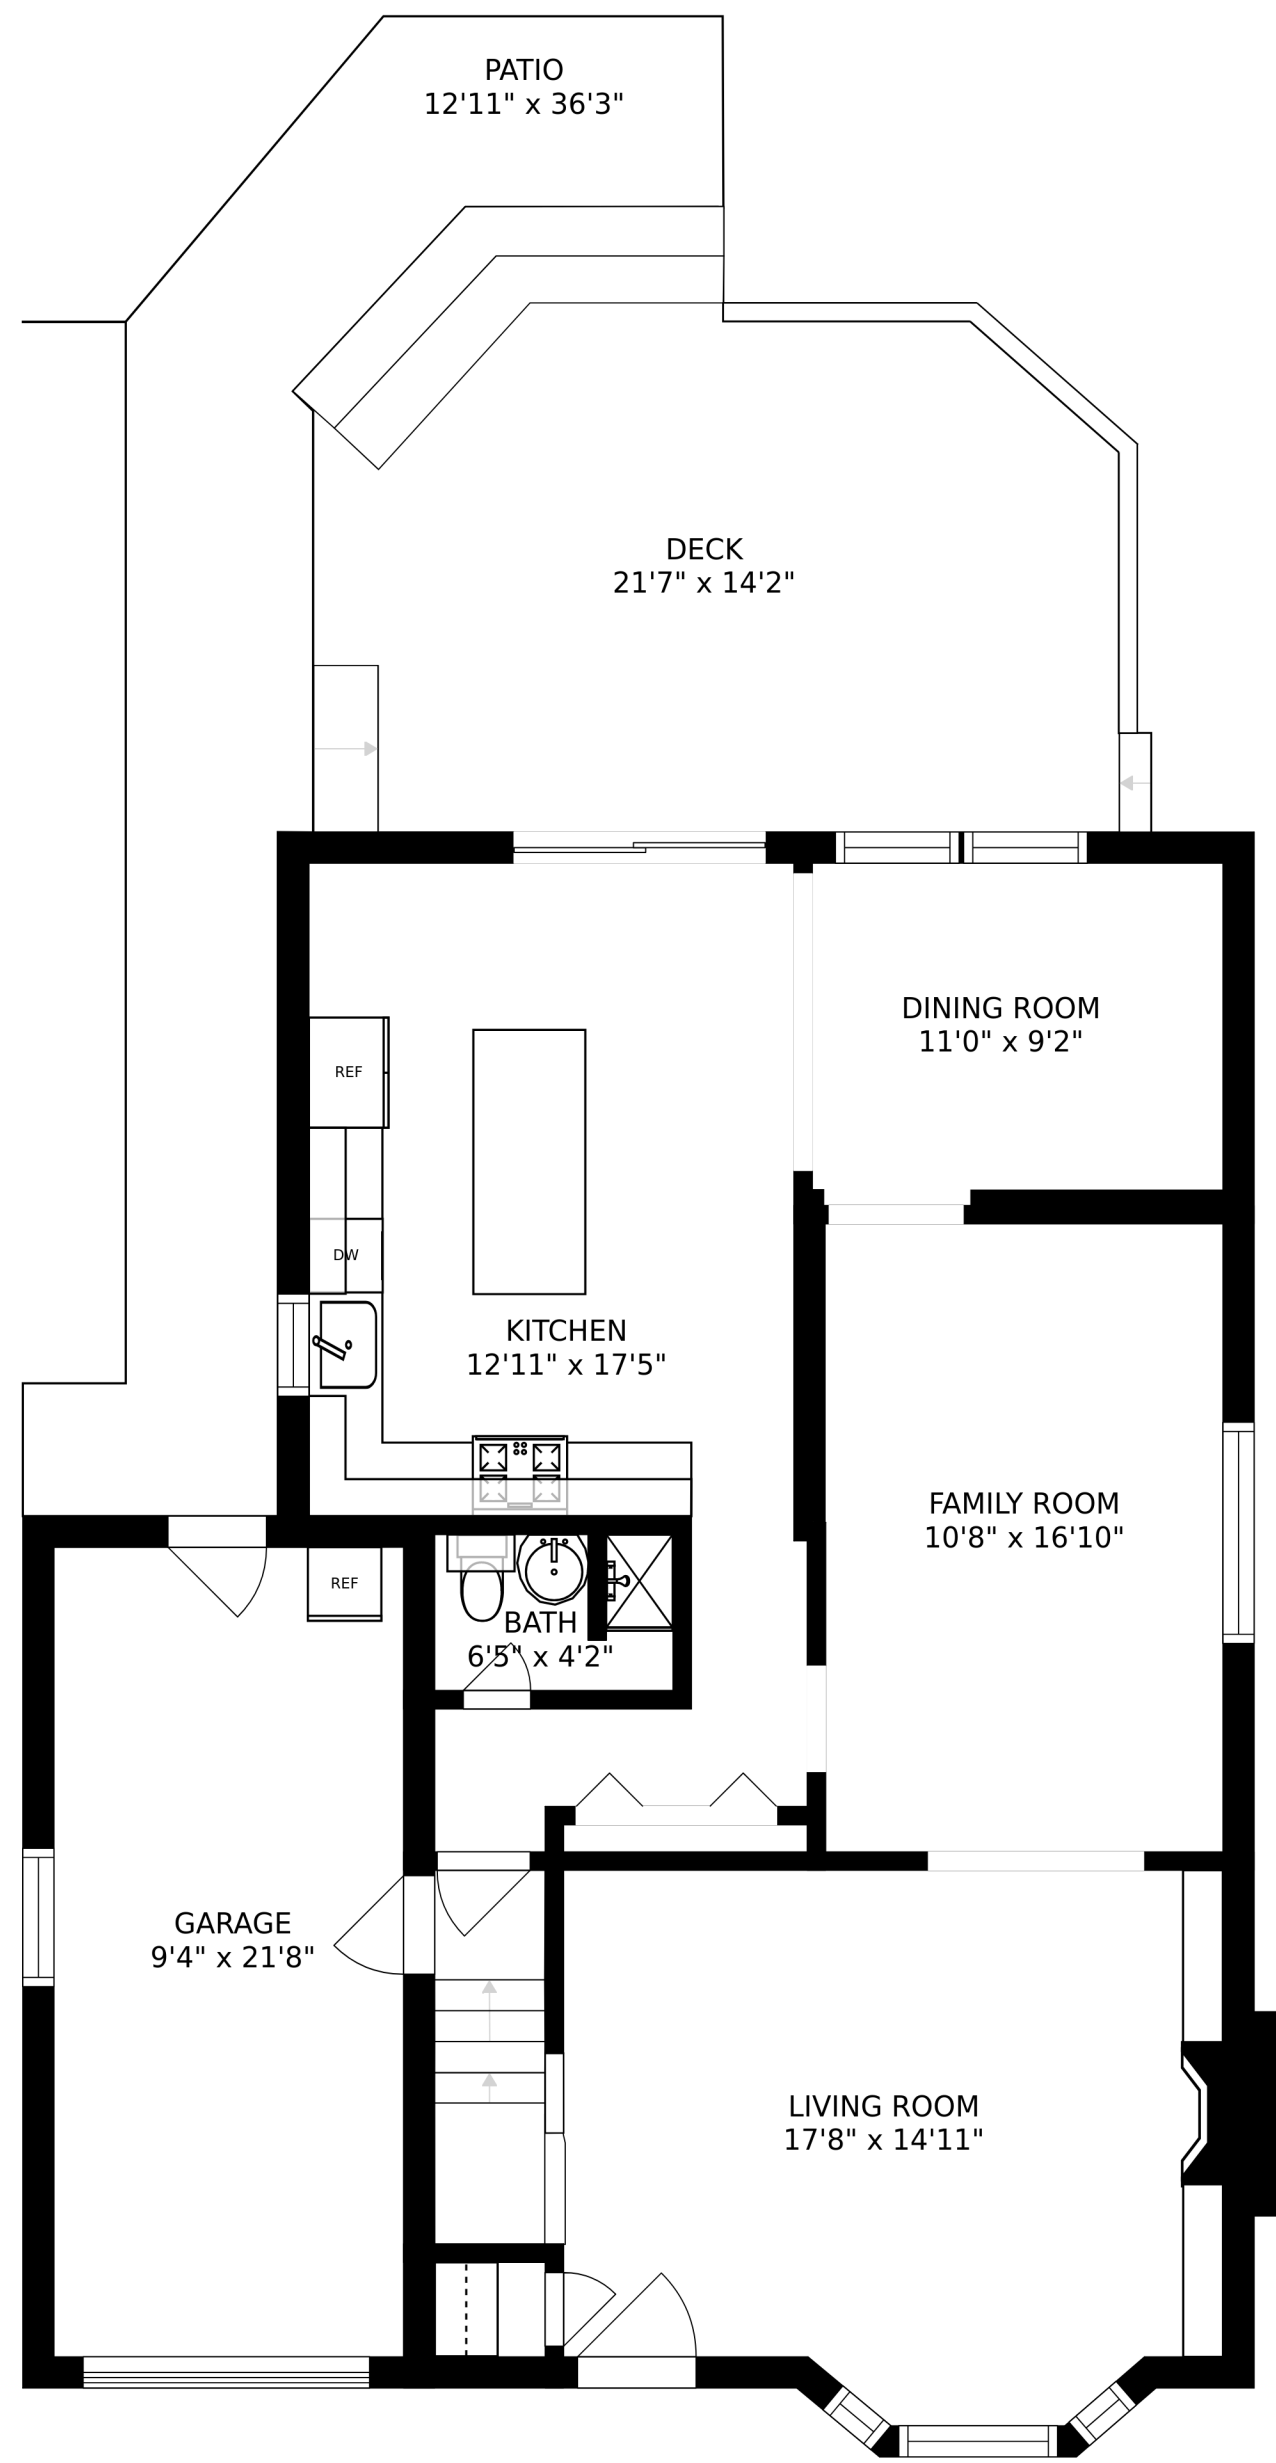 PATIO
12'11" x 36'3"
DECK
21'7" x 14'2"
DINING ROOM
11'0" x 9'2"
REF
DW
KITCHEN
12'11" x 17'5"
FAMILY ROOM
10'8" x 16'10"
REF
BATH
6'5" x 4'2"
GARAGE
9'4" x 21'8"
LIVING ROOM
17'8" x 14'11"